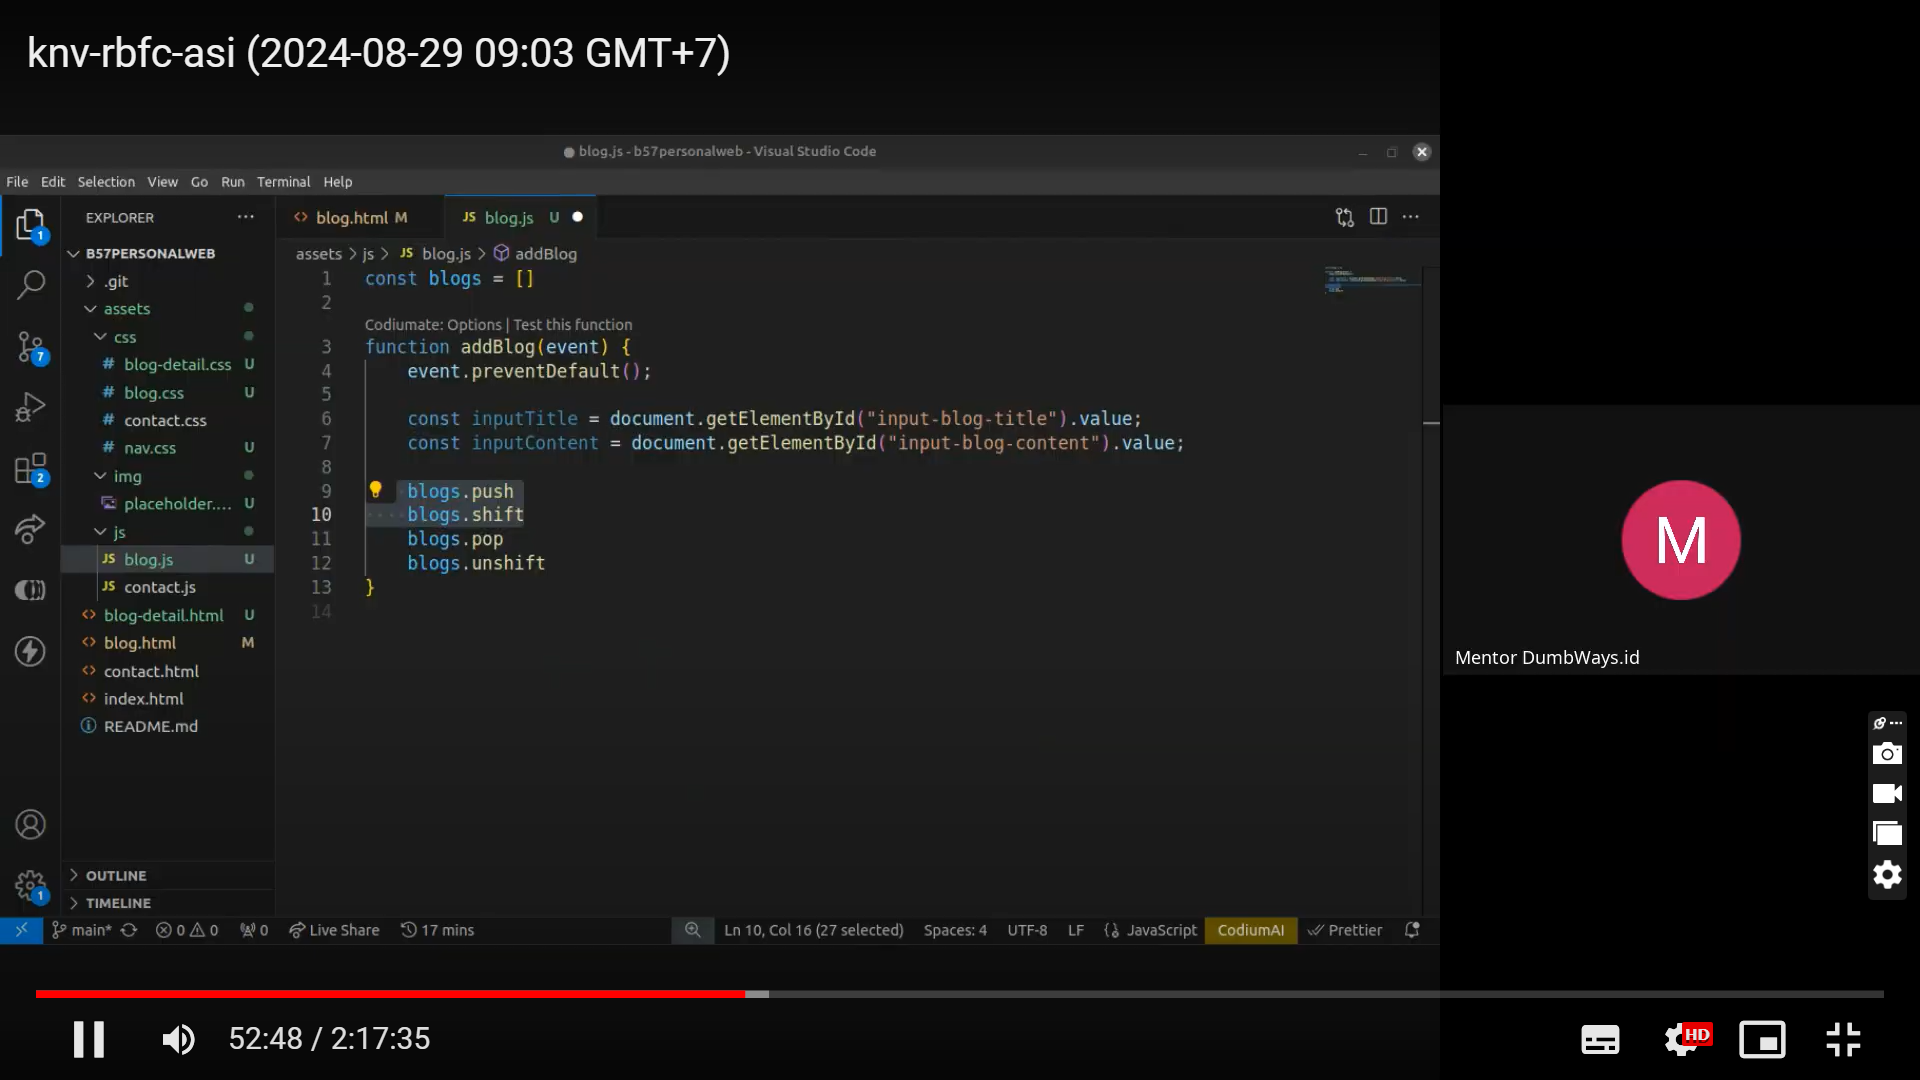 knv-rbfc-asi (2024-08-29 09:03 GMT+7)
blog.js - b57personalweb - Visual Studio Code
File Edit Selection View Go Run Terminal Help
EXPLORER
B57PERSONALWEB
.git
assets
css
blog-detail.css U
blog.css U
contact.css
nav.css U
img
placeholder.... U
js
blog.js U
contact.js
blog-detail.html U
blog.html M
contact.html
index.html
README.md
OUTLINE
TIMELINE
1
7
2
1
blog.html M
JS blog.js U
assets > js > JS blog.js > addBlog
1 const blogs = []
2
Codiumate: Options | Test this function
3 function addBlog(event) {
4 event.preventDefault();
5
6 const inputTitle = document.getElementById("input-blog-title").value;
7 const inputContent = document.getElementById("input-blog-content").value;
8
9 blogs.push
10 blogs.shift
11 blogs.pop
12 blogs.unshift
13 }
14
main* 0 0 0 Live Share 17 mins Ln 10, Col 16 (27 selected) Spaces: 4 UTF-8 LF JavaScript CodiumAI Prettier
M
Mentor DumbWays.id
52:48 / 2:17:35
HD